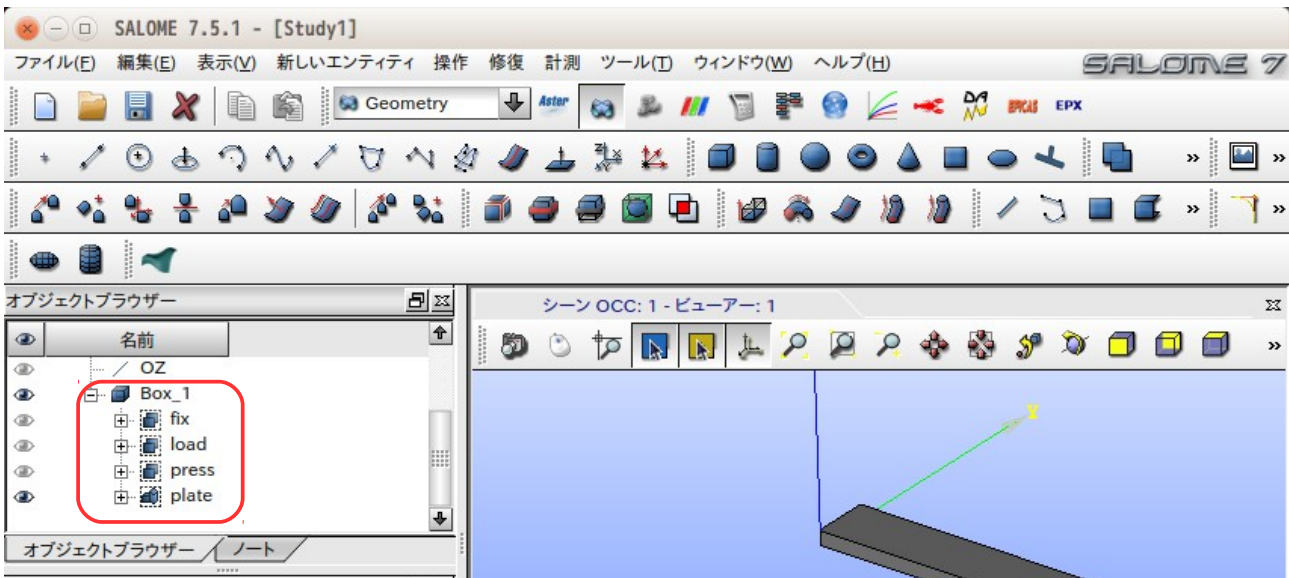 SALOME 7.5.1 - [Study1]
ファイル(F) 編集(E) 表示(V) 新しいエンティティ 操作 修復 計測 ツール(T) ウィンドウ(W) ヘルプ(H) SALOME 7
Geometry Aster EFICAS EPX
オブジェクトブラウザー
シーン OCC: 1 - ビューアー: 1
名前
OZ
Box_1
fix
load
press
plate
Y
オブジェクトブラウザー ノート